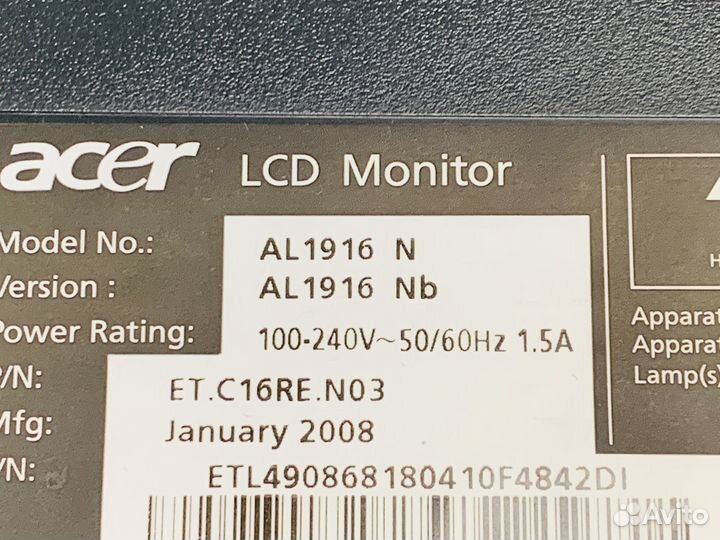 acer LCD Monitor
Model No.: AL1916 N
Version : AL1916 Nb
Power Rating: 100-240V~50/60Hz 1.5A
P/N: ET.C16RE.N03
Mfg: January 2008
/N: ETL490868180410F4842DI
H
Apparat
Apparat
Lamp(s)
Avito